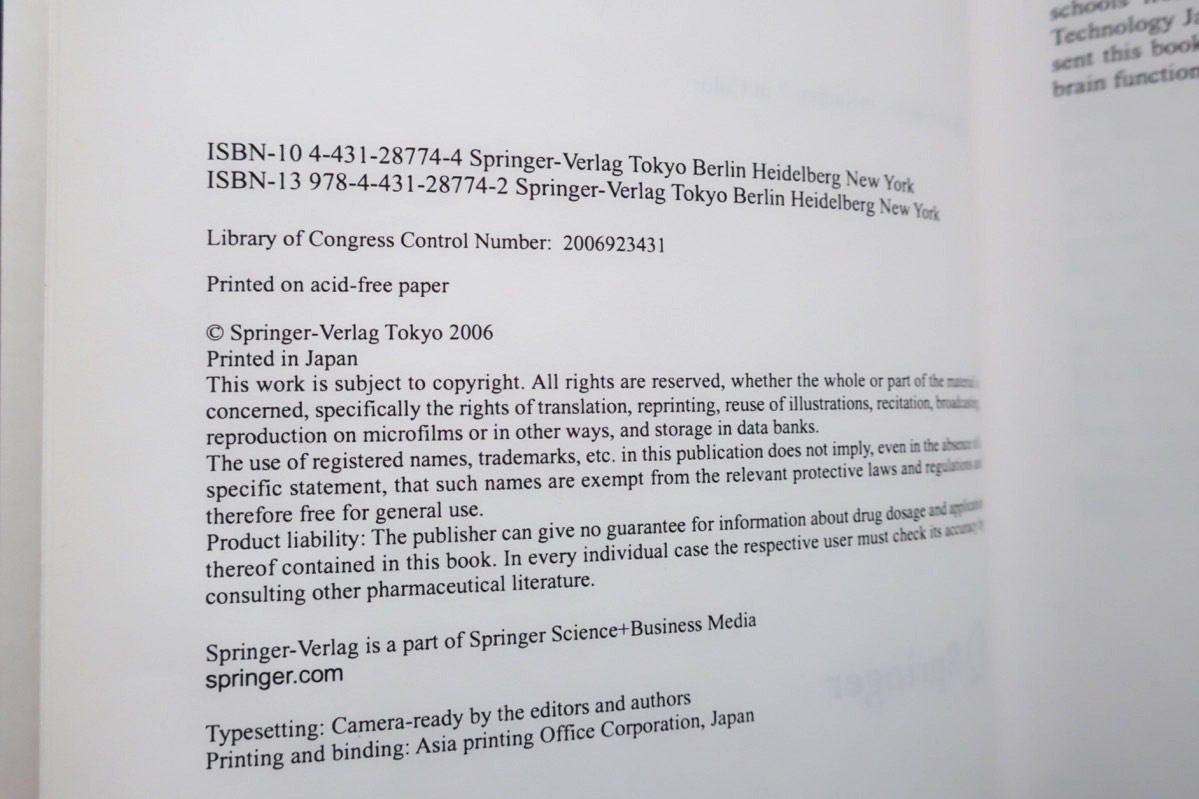 ISBN-10 4-431-28774-4 Springer-Verlag Tokyo Berlin Heidelberg New York
ISBN-13 978-4-431-28774-2 Springer-Verlag Tokyo Berlin Heidelberg New York
Library of Congress Control Number: 2006923431
Printed on acid-free paper
© Springer-Verlag Tokyo 2006
Printed in Japan
This work is subject to copyright. All rights are reserved, whether the whole or part of the material
concerned, specifically the rights of translation, reprinting, reuse of illustrations, recitation, broadcasting,
reproduction on microfilms or in other ways, and storage in data banks.
The use of registered names, trademarks, etc. in this publication does not imply, even in the absence
specific statement, that such names are exempt from the relevant protective laws and regulations
therefore free for general use.
Product liability: The publisher can give no guarantee for information about drug dosage and
thereof contained in this book. In every individual case the respective user must check its accuracy
consulting other pharmaceutical literature.
Springer-Verlag is a part of Springer Science+Business Media
springer.com
Typesetting: Camera-ready by the editors and authors
Printing and binding: Asia printing Office Corporation, Japan
schools
Technology
sent this book
brain function